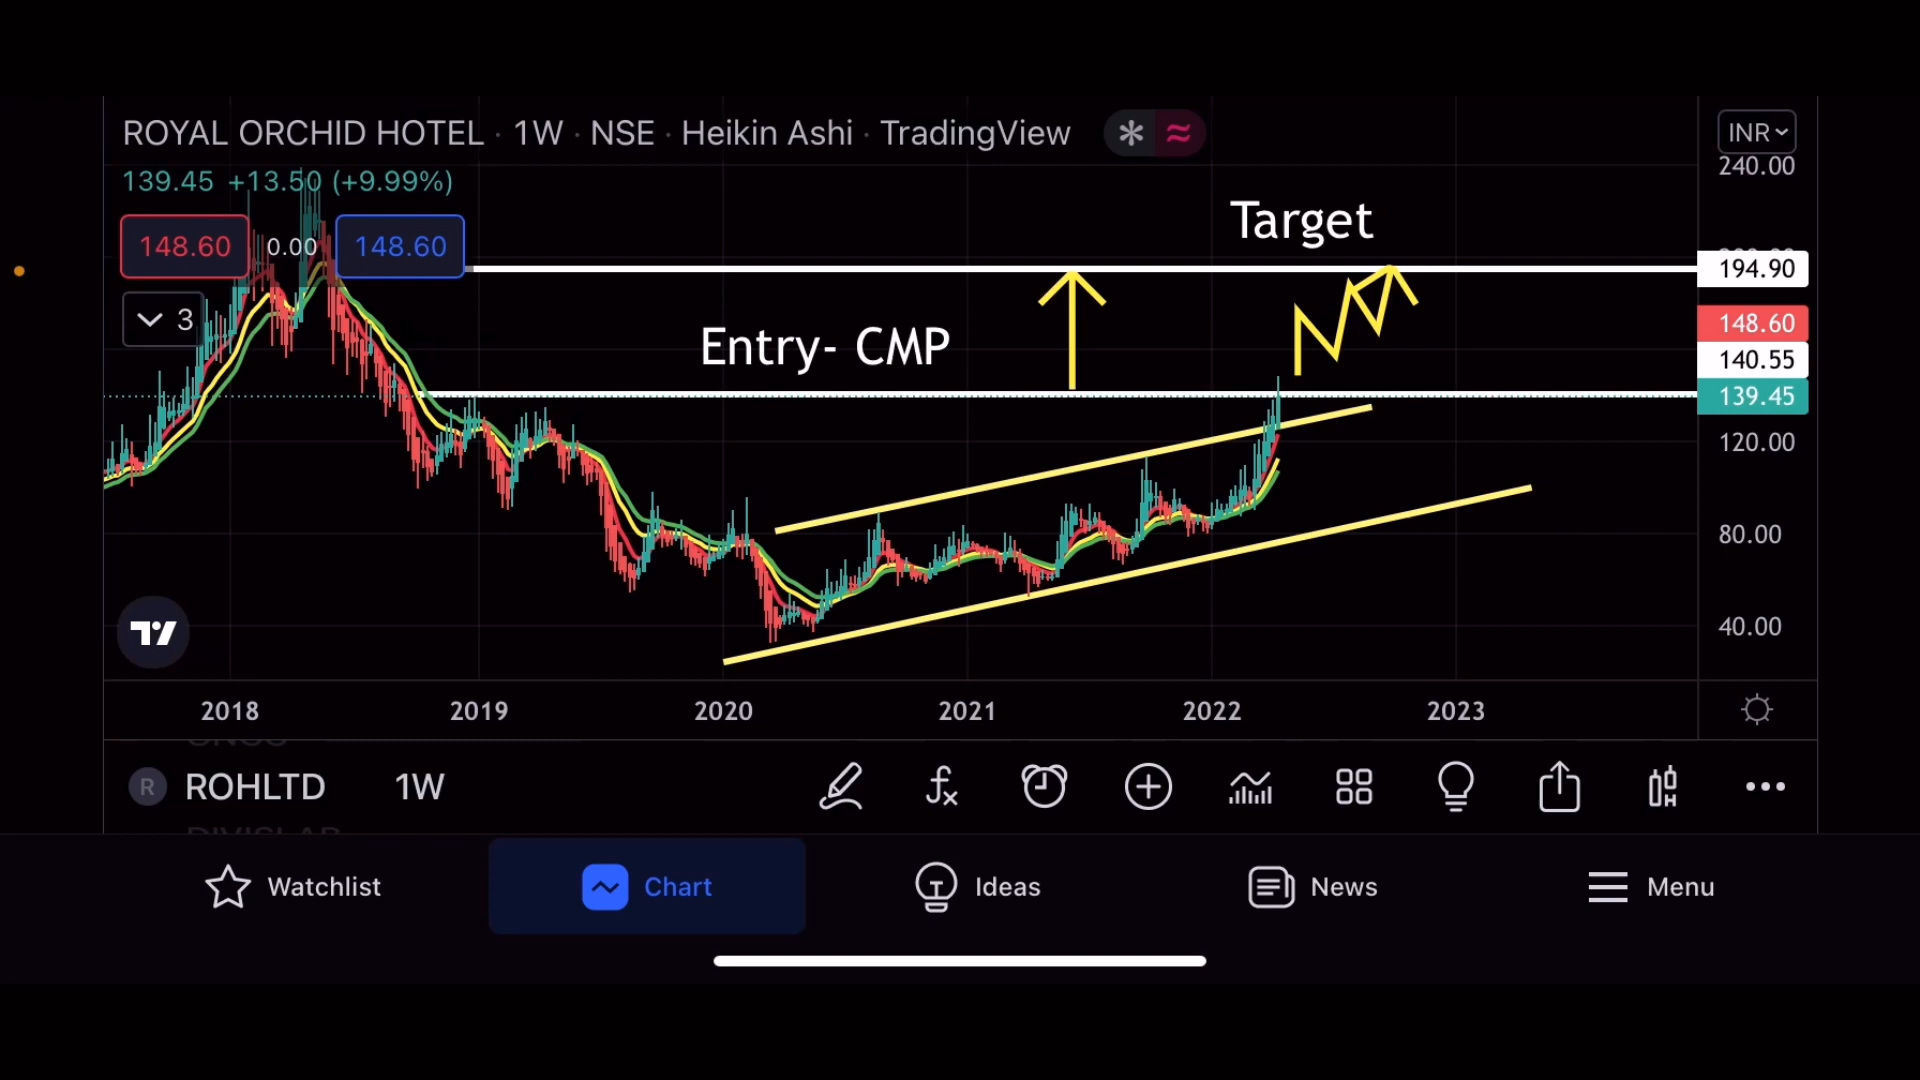 ROYAL ORCHID HOTEL · 1W · NSE · Heikin Ashi · TradingView
INR
139.45 +13.50 (+9.99%)
240.00
148.60 0.00 148.60
Target
194.90
3
Entry- CMP
148.60
140.55
139.45
120.00
80.00
40.00
2018 2019 2020 2021 2022 2023
R ROHLTD 1W
Watchlist Chart Ideas News Menu